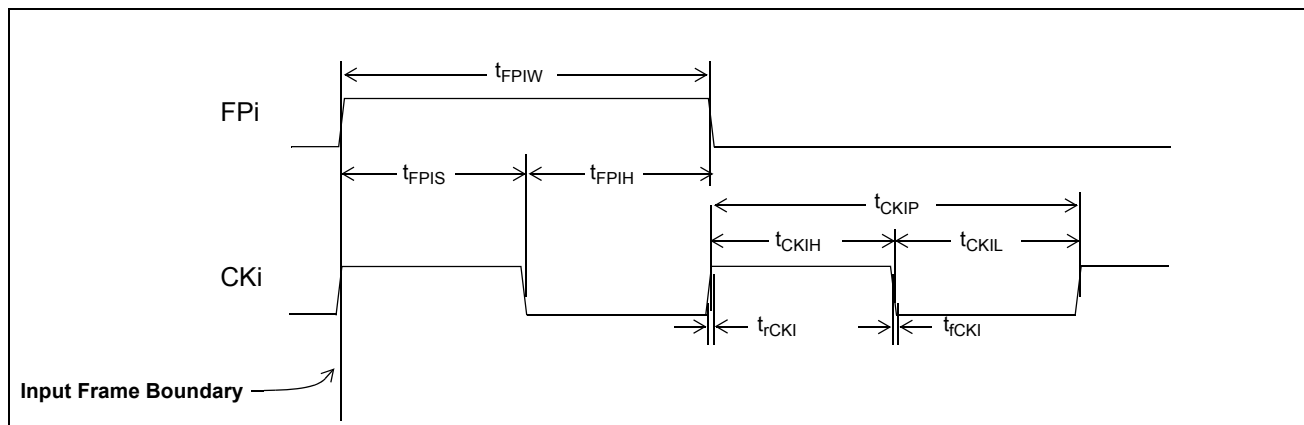 tFPIW
FPi
tFPIS
tFPIH
tCKIP
tCKIH
tCKIL
CKi
trCKI
tfCKI
Input Frame Boundary